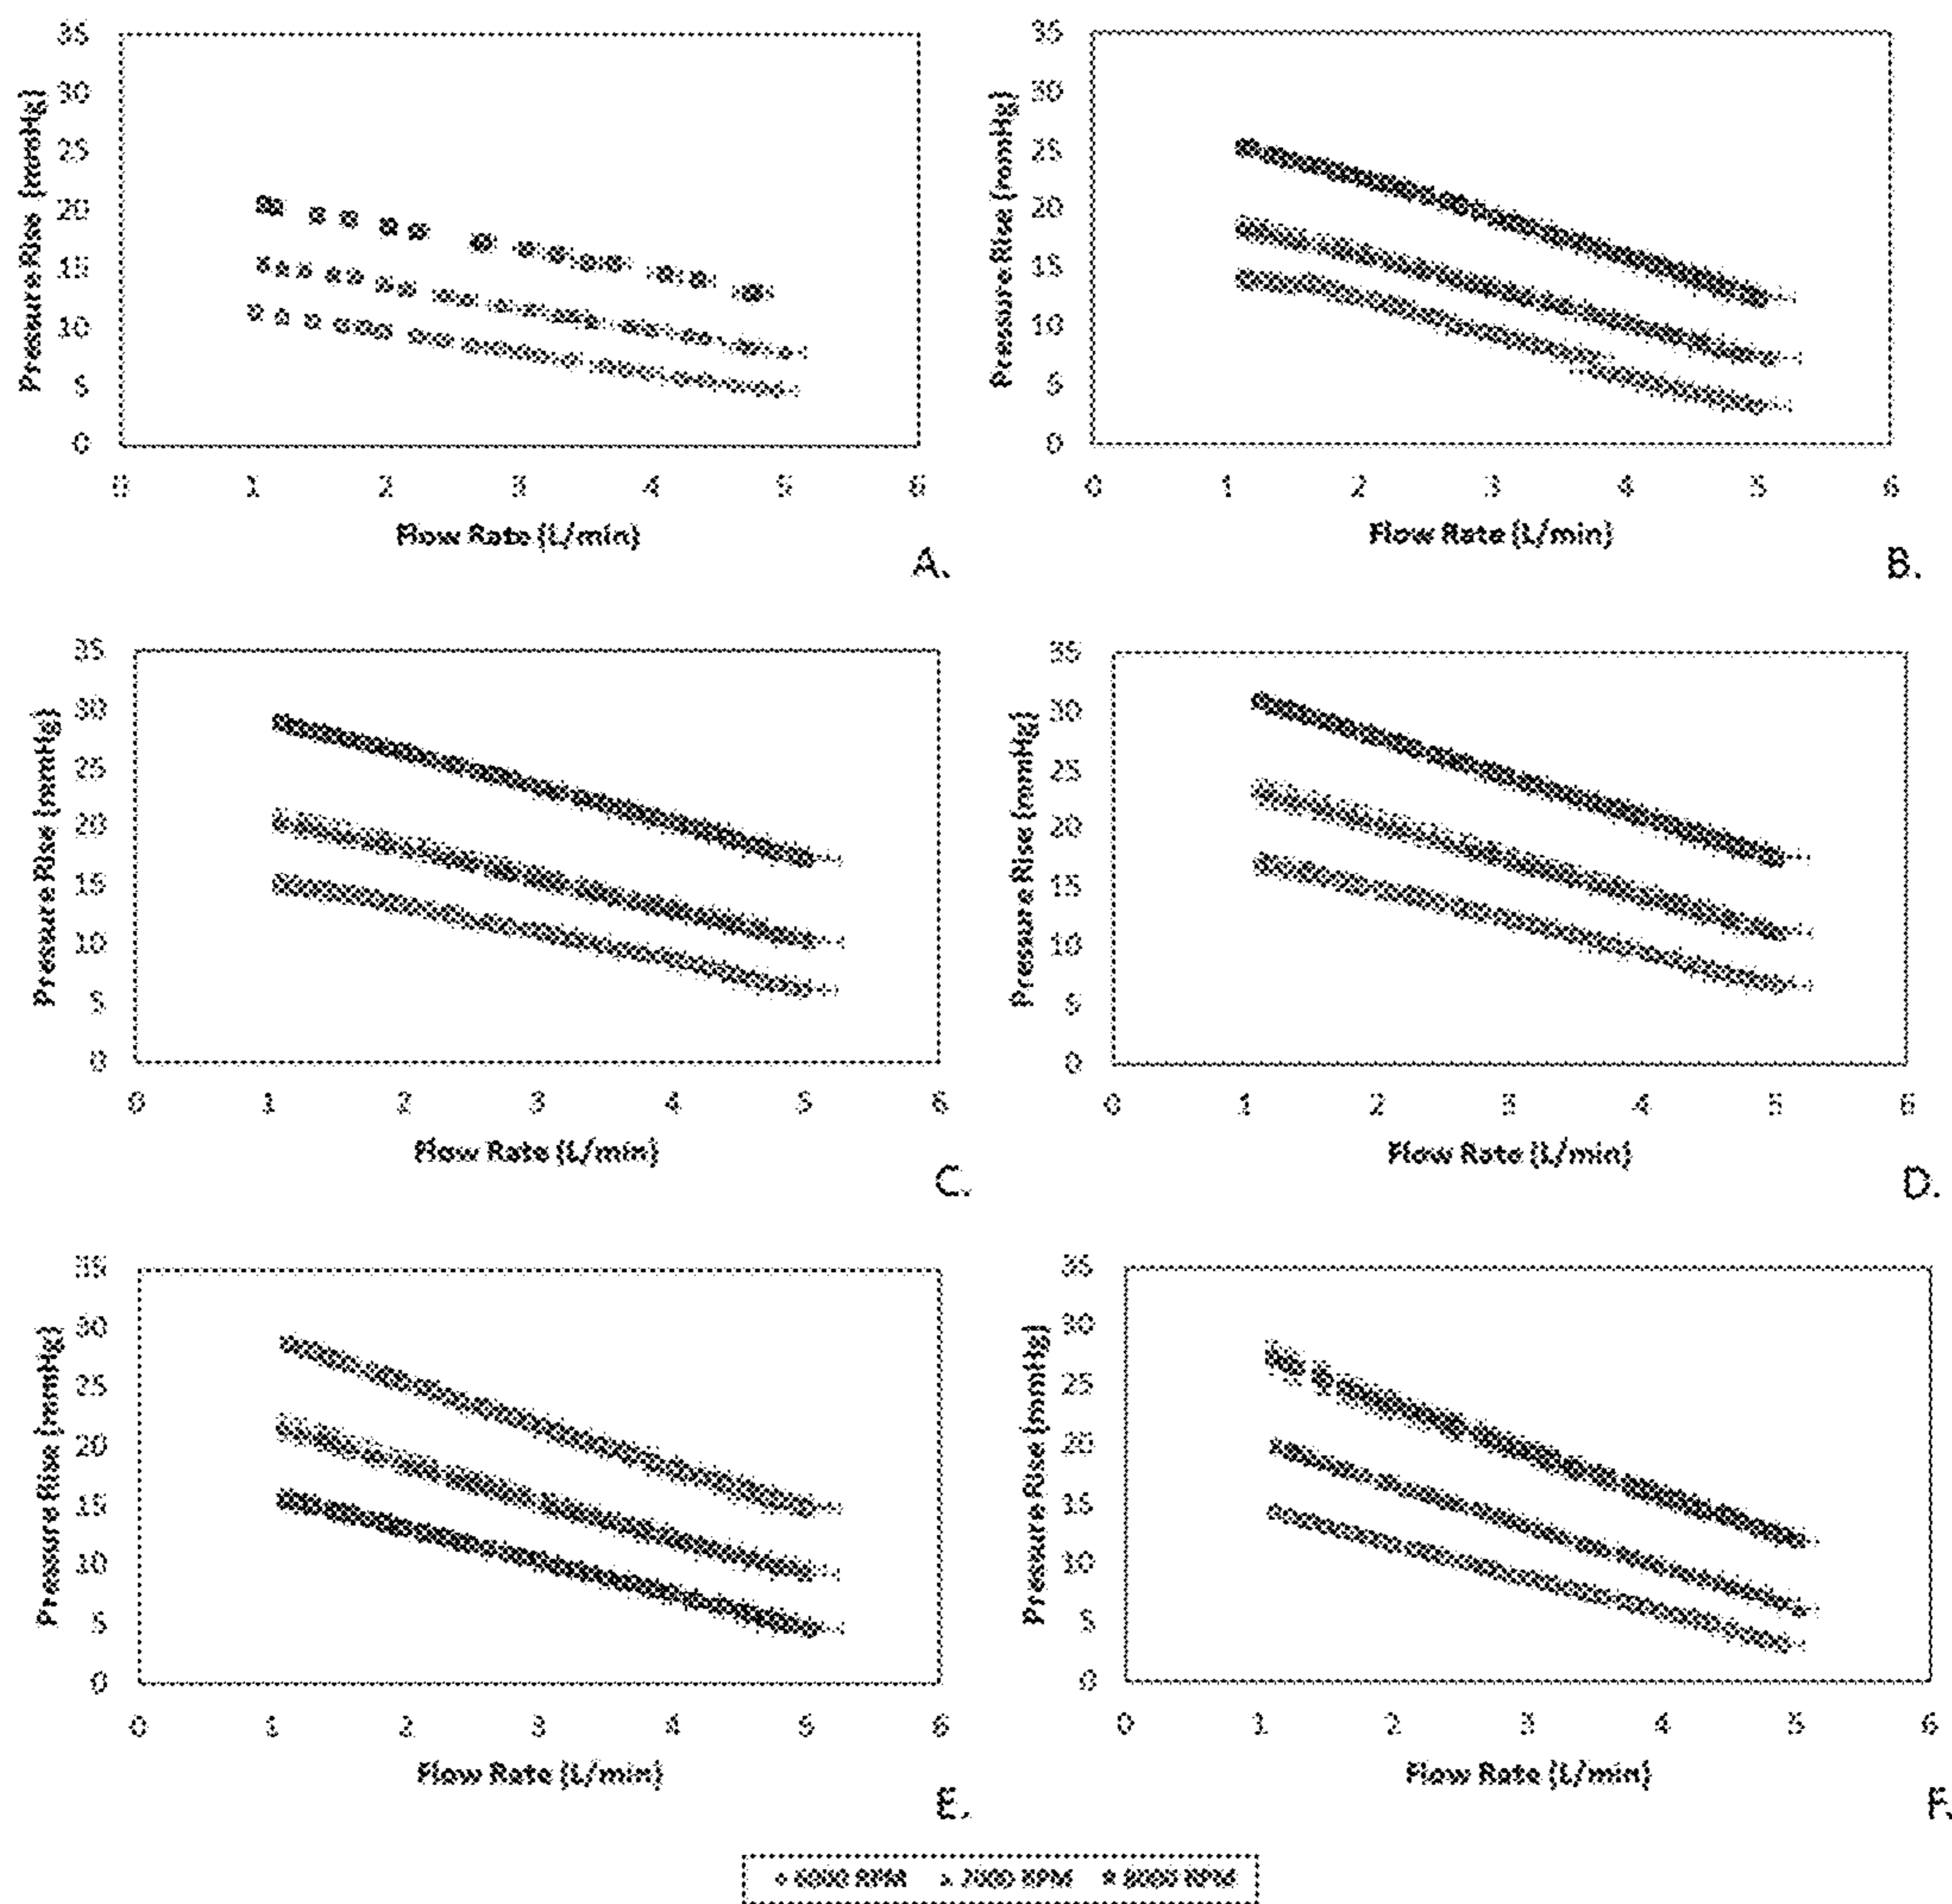 35 35
30 30
25 25
20 20
15 15
10 10
5 5
0 0
Pressure Rise (mmHg) Pressure Rise (mmHg)
0 1 2 3 4 5 6 0 1 2 3 4 5 6
Flow Rate (L/min) Flow Rate (L/min)
A. B.
35 35
30 30
25 25
20 20
15 15
10 10
5 5
0 0
Pressure Rise (mmHg) Pressure Rise (mmHg)
0 1 2 3 4 5 6 0 1 2 3 4 5 6
Flow Rate (L/min) Flow Rate (L/min)
C. D.
35 35
30 30
25 25
20 20
15 15
10 10
5 5
0 0
Pressure Rise (mmHg) Pressure Rise (mmHg)
0 1 2 3 4 5 6 0 1 2 3 4 5 6
Flow Rate (L/min) Flow Rate (L/min)
E. F.
6000 RPM 7000 RPM 8000 RPM